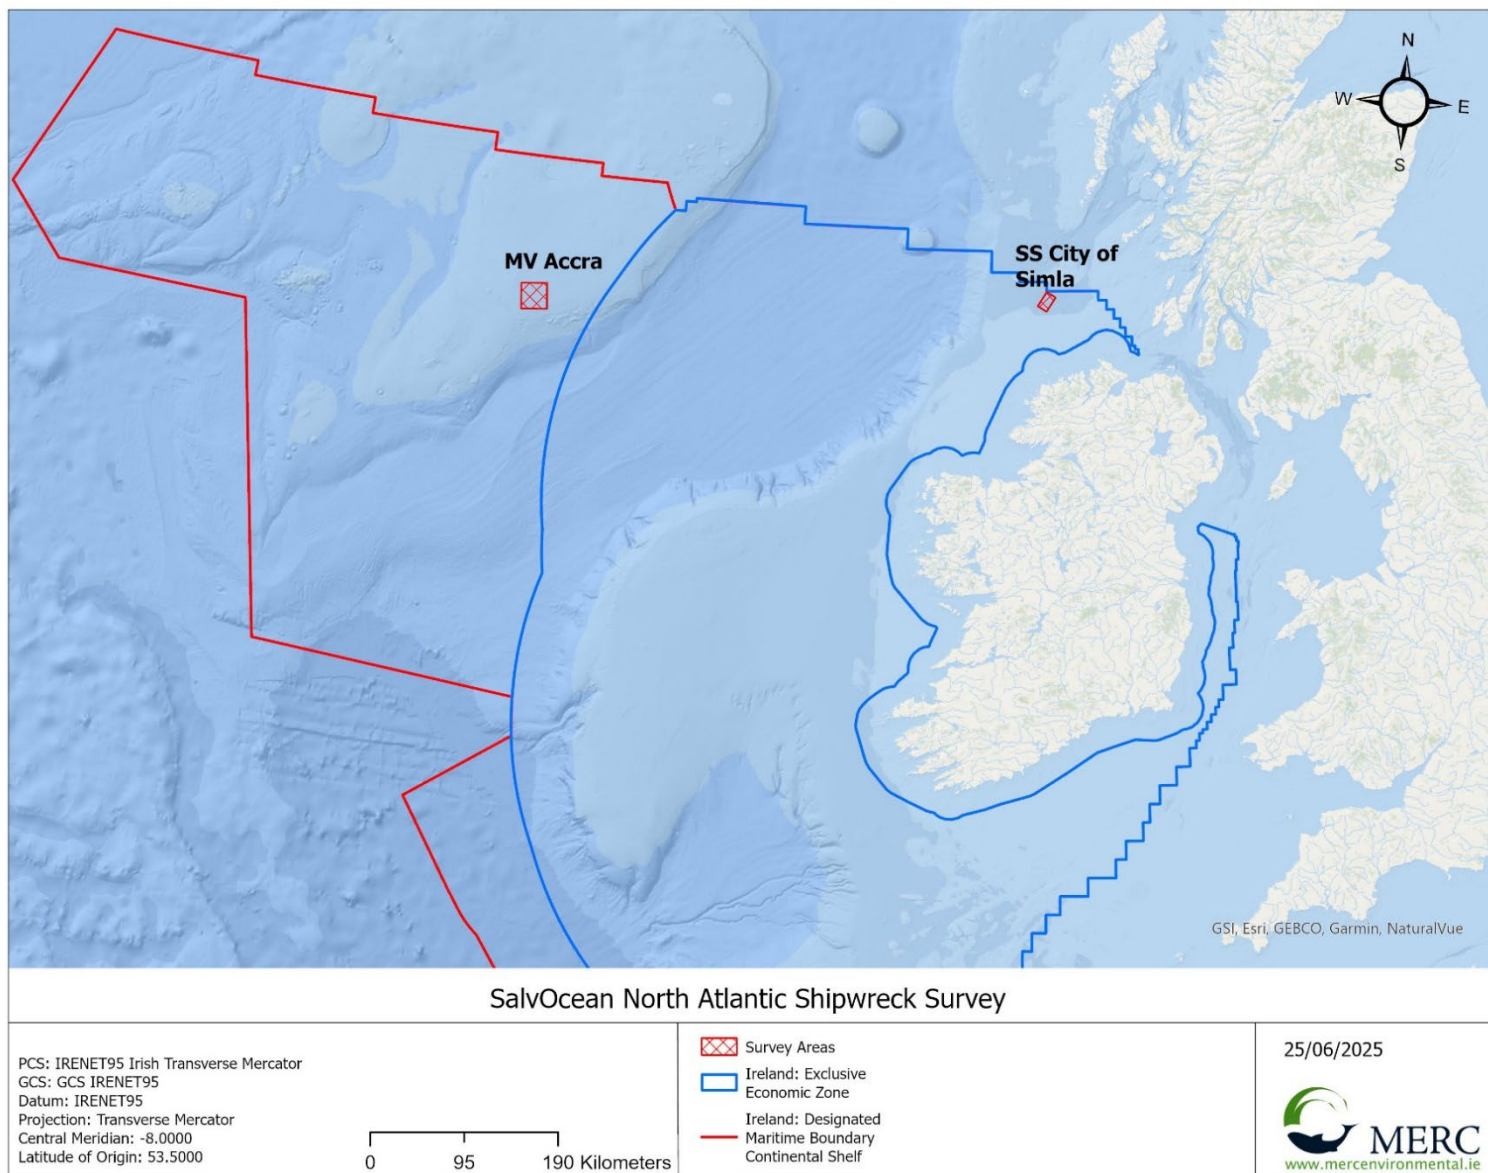 N
W
E
S
MV Accra
SS City of
Simla
GSI, Esri, GEBCO, Garmin, NaturalVue
SalvOcean North Atlantic Shipwreck Survey
PCS: IRENET95 Irish Transverse Mercator
GCS: GCS IRENET95
Datum: IRENET95
Projection: Transverse Mercator
Central Meridian: -8.0000
Latitude of Origin: 53.5000
0 95 190 Kilometers
Survey Areas
Ireland: Exclusive
Economic Zone
Ireland: Designated
Maritime Boundary
Continental Shelf
25/06/2025
MERC
www.mercenvironmental.ie